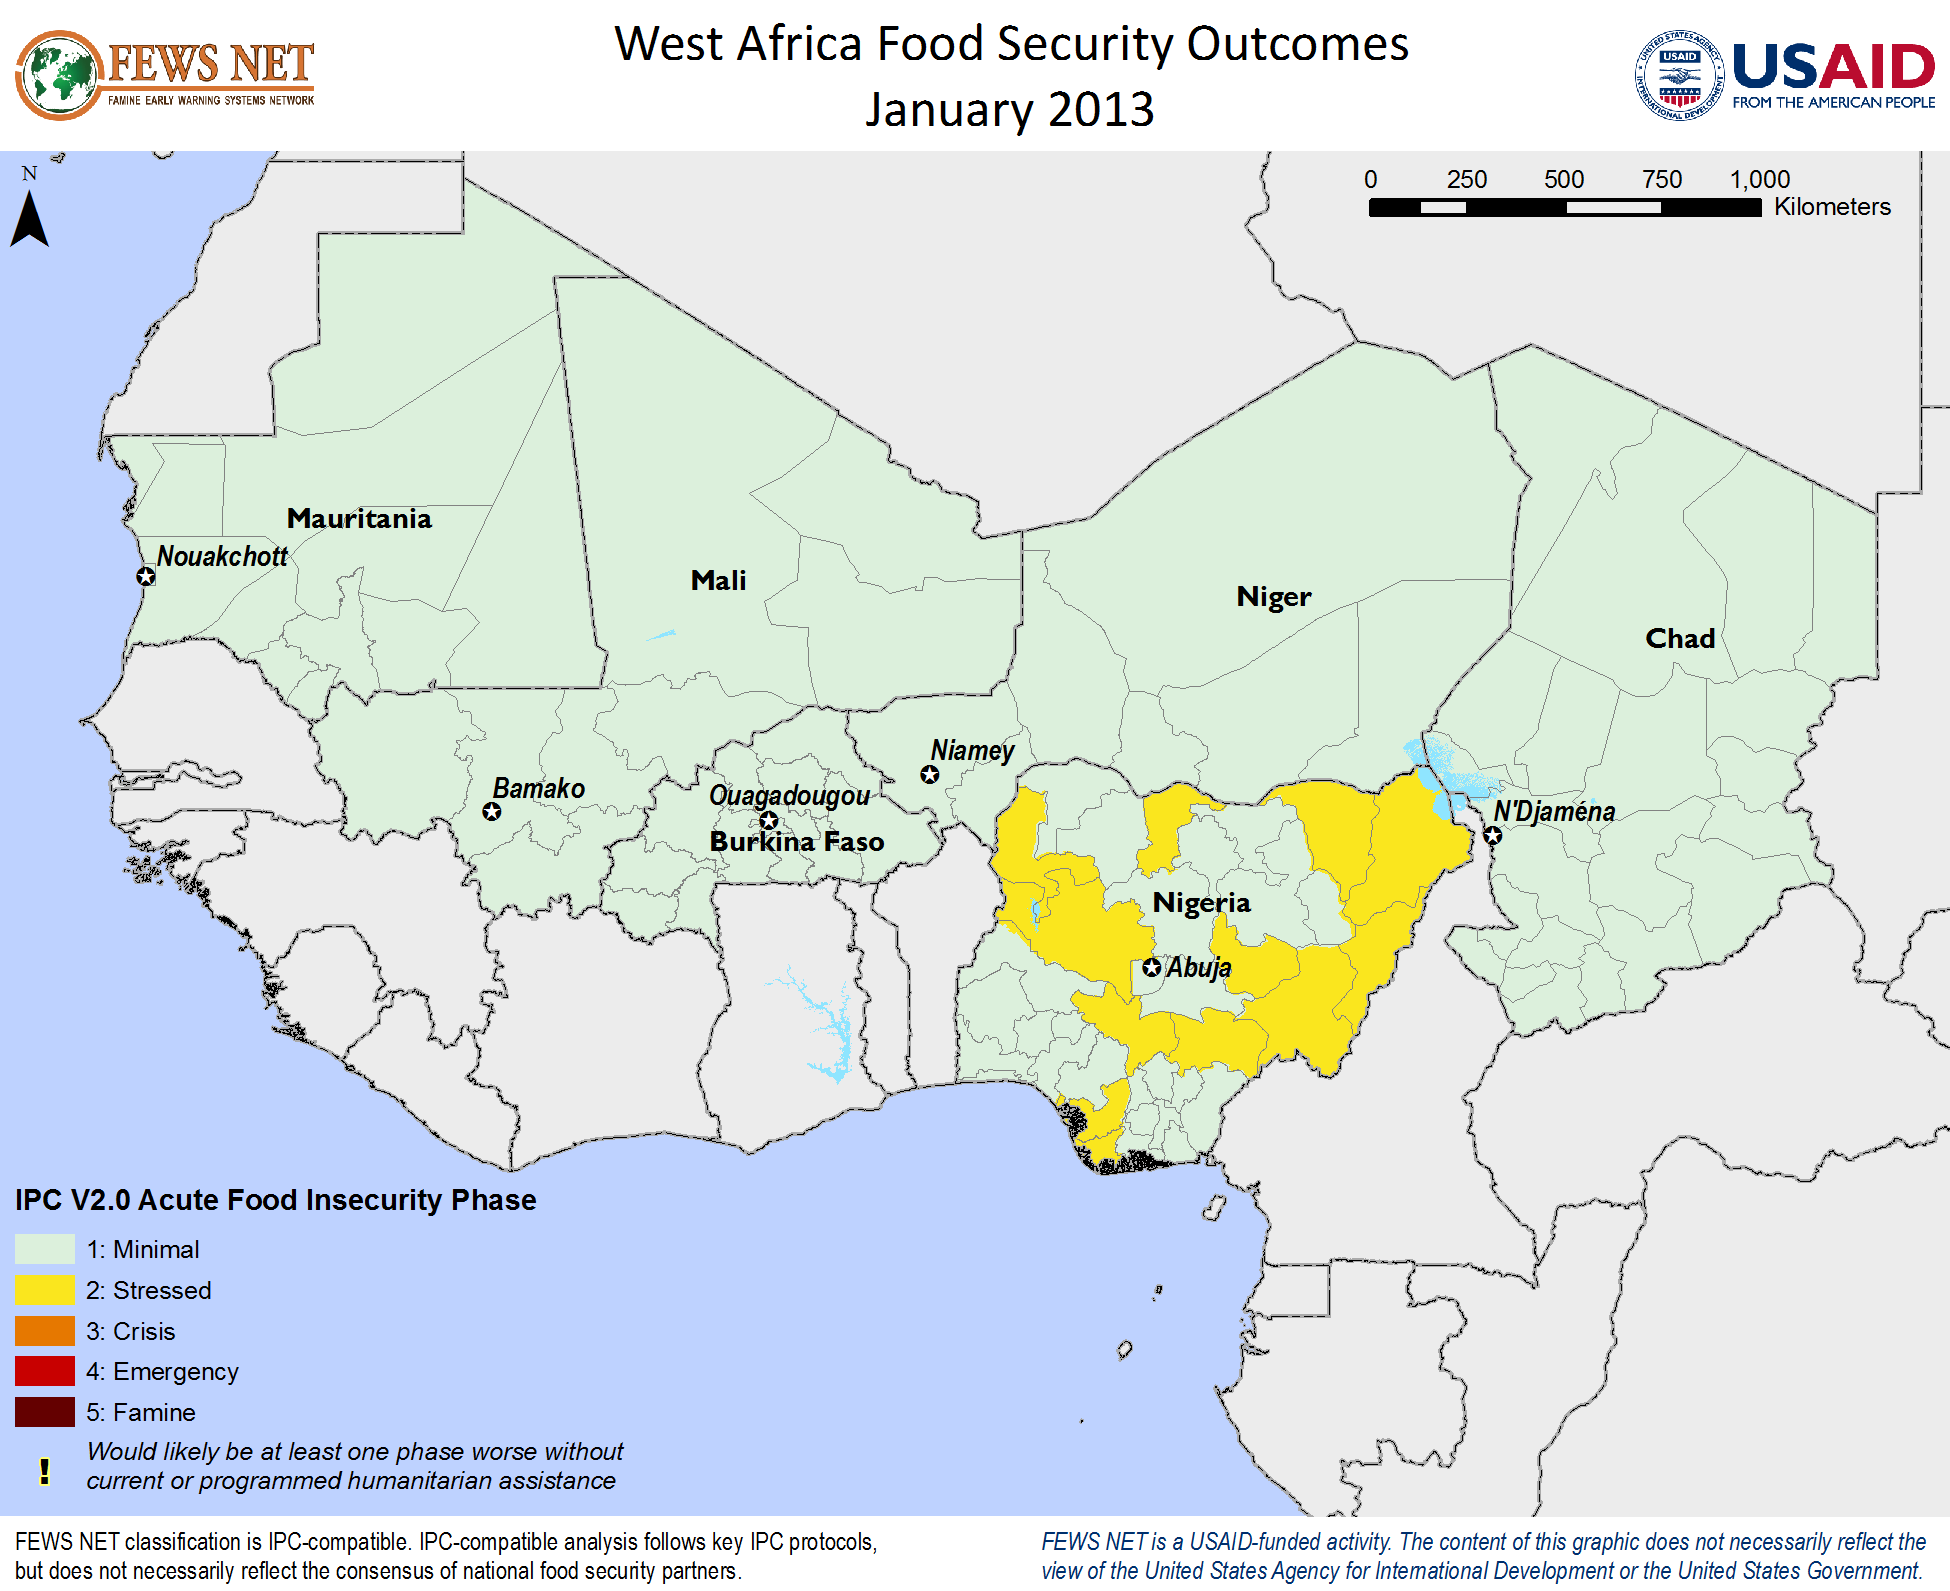 FEWS NET
FAMINE EARLY WARNING SYSTEMS NETWORK
West Africa Food Security Outcomes
January 2013
UNITED STATES AGENCY
USAID
INTERNATIONAL DEVELOPMENT
USAID
FROM THE AMERICAN PEOPLE
N
0 250 500 750 1,000
Kilometers
Mauritania
Nouakchott
Mali
Niger
Chad
Niamey
Bamako
Ouagadougou
Burkina Faso
N'Djaména
Nigeria
Abuja
IPC V2.0 Acute Food Insecurity Phase
1: Minimal
2: Stressed
3: Crisis
4: Emergency
5: Famine
! Would likely be at least one phase worse without
current or programmed humanitarian assistance
FEWS NET classification is IPC-compatible. IPC-compatible analysis follows key IPC protocols,
but does not necessarily reflect the consensus of national food security partners.
FEWS NET is a USAID-funded activity. The content of this graphic does not necessarily reflect the
view of the United States Agency for International Development or the United States Government.